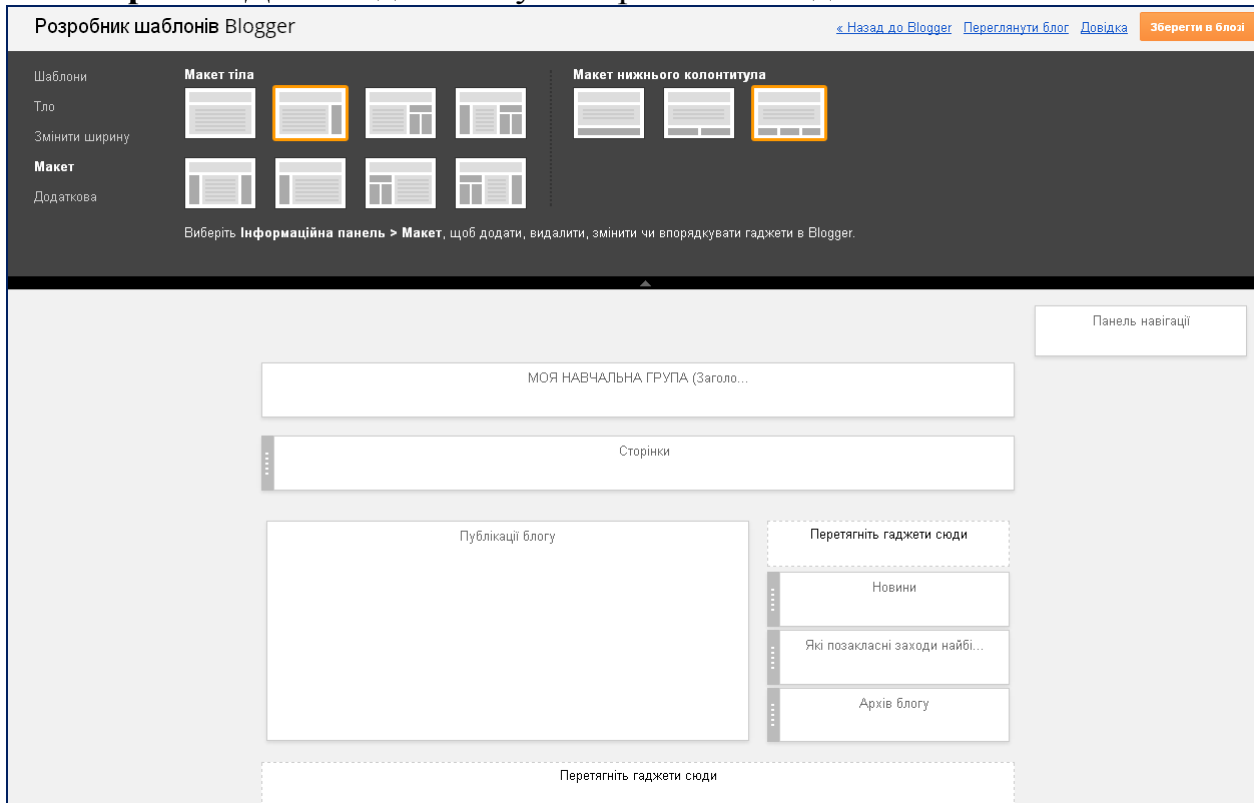 Розробник шаблонів Blogger
« Назад до Blogger Переглянути блог Довідка Зберегти в блозі
Шаблони
Тло
Змінити ширину
Макет
Додаткова
Макет тіла
Макет нижнього колонтитула
Виберіть Інформаційна панель > Макет, щоб додати, видалити, змінити чи впорядкувати гаджети в Blogger.
Панель навігації
МОЯ НАВЧАЛЬНА ГРУПА (Заголо...
Сторінки
Публікації блогу
Перетягніть гаджети сюди
Новини
Які позакласні заходи найбі...
Архів блогу
Перетягніть гаджети сюди